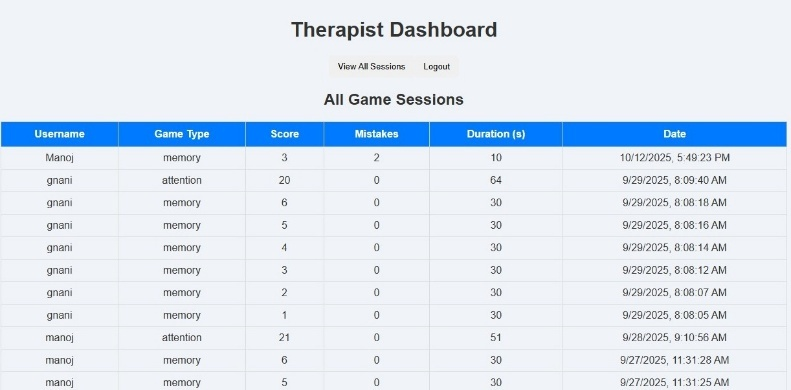 Therapist Dashboard
View All Sessions Logout
All Game Sessions
Username Game Type Score Mistakes Duration (s) Date
Manoj memory 3 2 10 10/12/2025, 5:49:23 PM
gnani attention 20 0 64 9/29/2025, 8:09:40 AM
gnani memory 6 0 30 9/29/2025, 8:08:18 AM
gnani memory 5 0 30 9/29/2025, 8:08:16 AM
gnani memory 4 0 30 9/29/2025, 8:08:14 AM
gnani memory 3 0 30 9/29/2025, 8:08:12 AM
gnani memory 2 0 30 9/29/2025, 8:08:07 AM
gnani memory 1 0 30 9/29/2025, 8:08:05 AM
manoj attention 21 0 51 9/28/2025, 9:10:56 AM
manoj memory 6 0 30 9/27/2025, 11:31:28 AM
manoj memory 5 0 30 9/27/2025, 11:31:25 AM